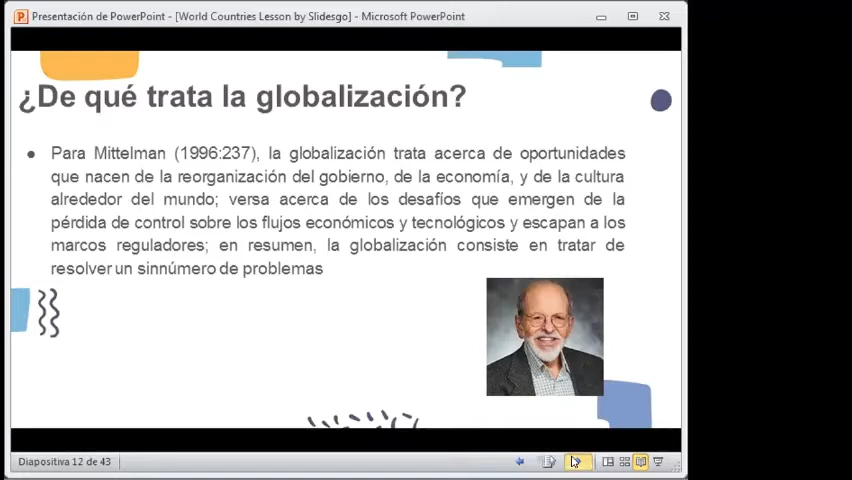 Presentación de PowerPoint - [World Countries Lesson by Slidesgo] - Microsoft PowerPoint
¿De qué trata la globalización?
● Para Mittelman (1996:237), la globalización trata acerca de oportunidades
que nacen de la reorganización del gobierno, de la economía, y de la cultura
alrededor del mundo; versa acerca de los desafíos que emergen de la
pérdida de control sobre los flujos económicos y tecnológicos y escapan a los
marcos reguladores; en resumen, la globalización consiste en tratar de
resolver un sinnúmero de problemas
Diapositiva 12 de 43